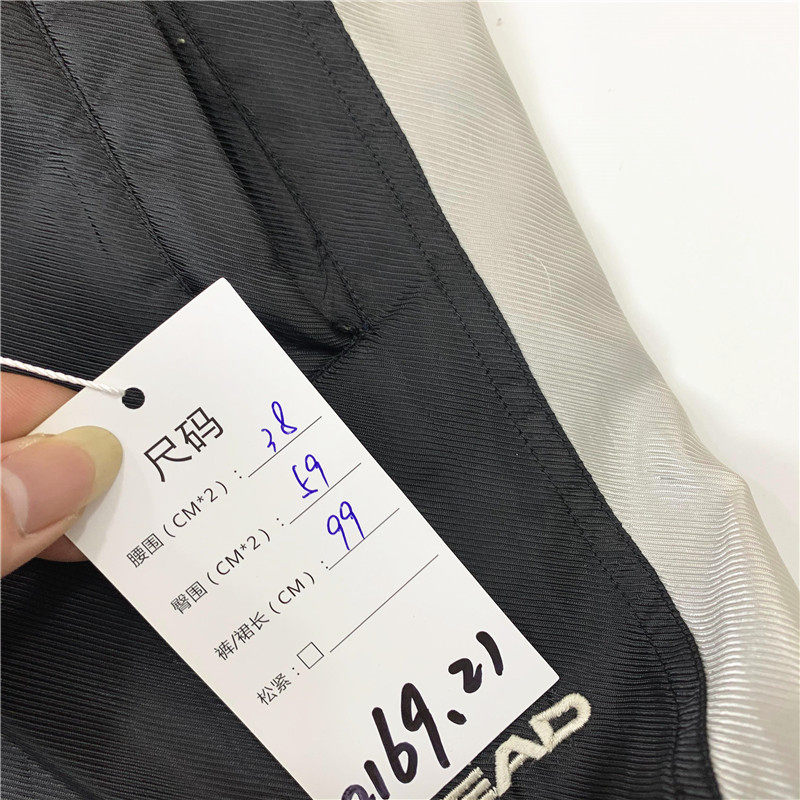 尺码
腰围(CM*2): 38
臀围(CM*2): 59
裤/裙长(CM): 99
松紧:□
2169.21
EAD